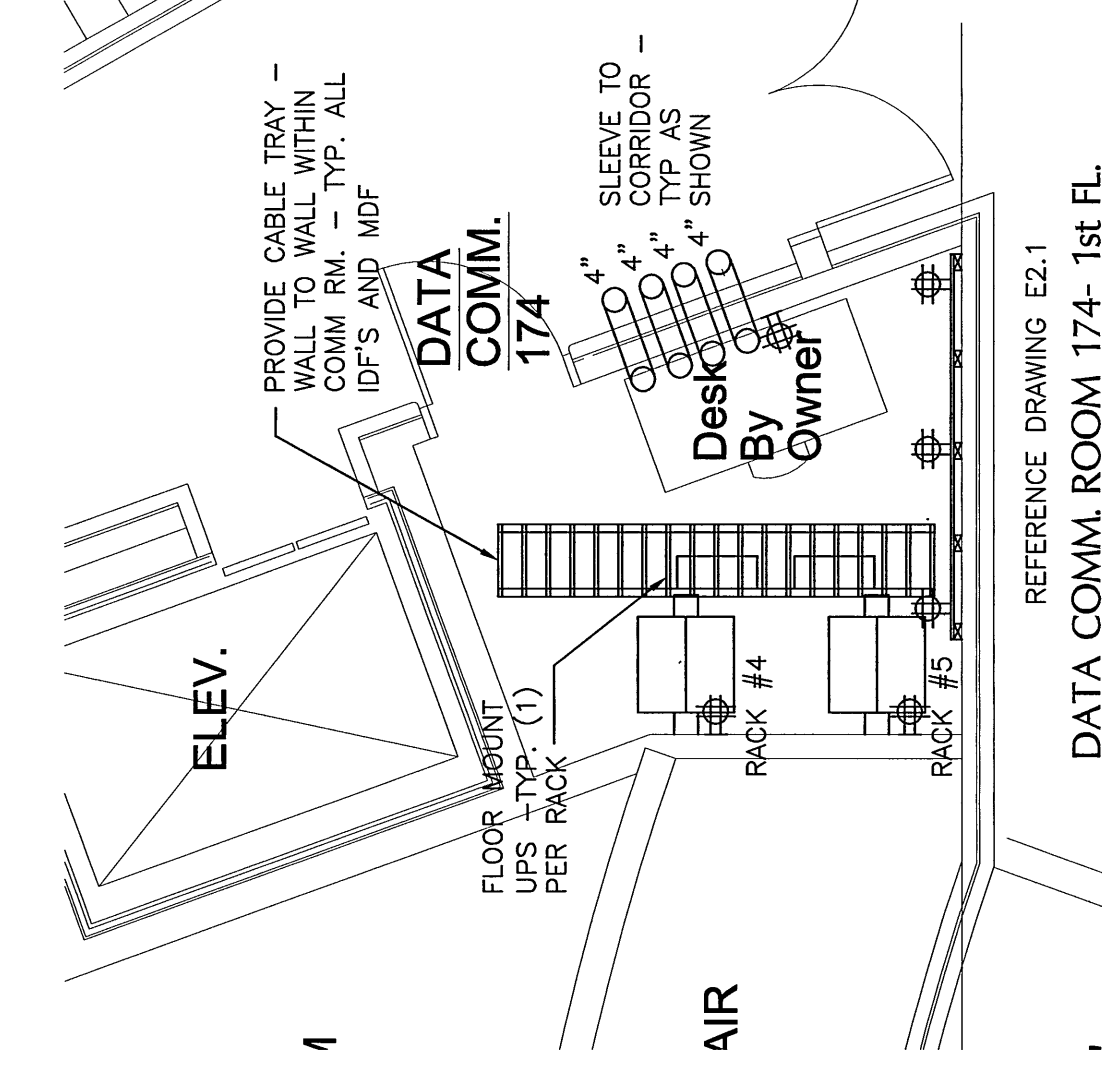 PROVIDE CABLE TRAY –
WALL TO WALL WITHIN
COMM RM. – TYP. ALL
IDF'S AND MDF
SLEEVE TO
CORRIDOR –
TYP AS
SHOWN
DATA
COMM.
174
4"
4"
4"
4"
Desk
By
Owner
ELEV.
FLOOR MOUNT
UPS –TYP. (1)
PER RACK
RACK #4
RACK #5
AIR
M
REFERENCE DRAWING E2.1
DATA COMM. ROOM 174- 1st FL.